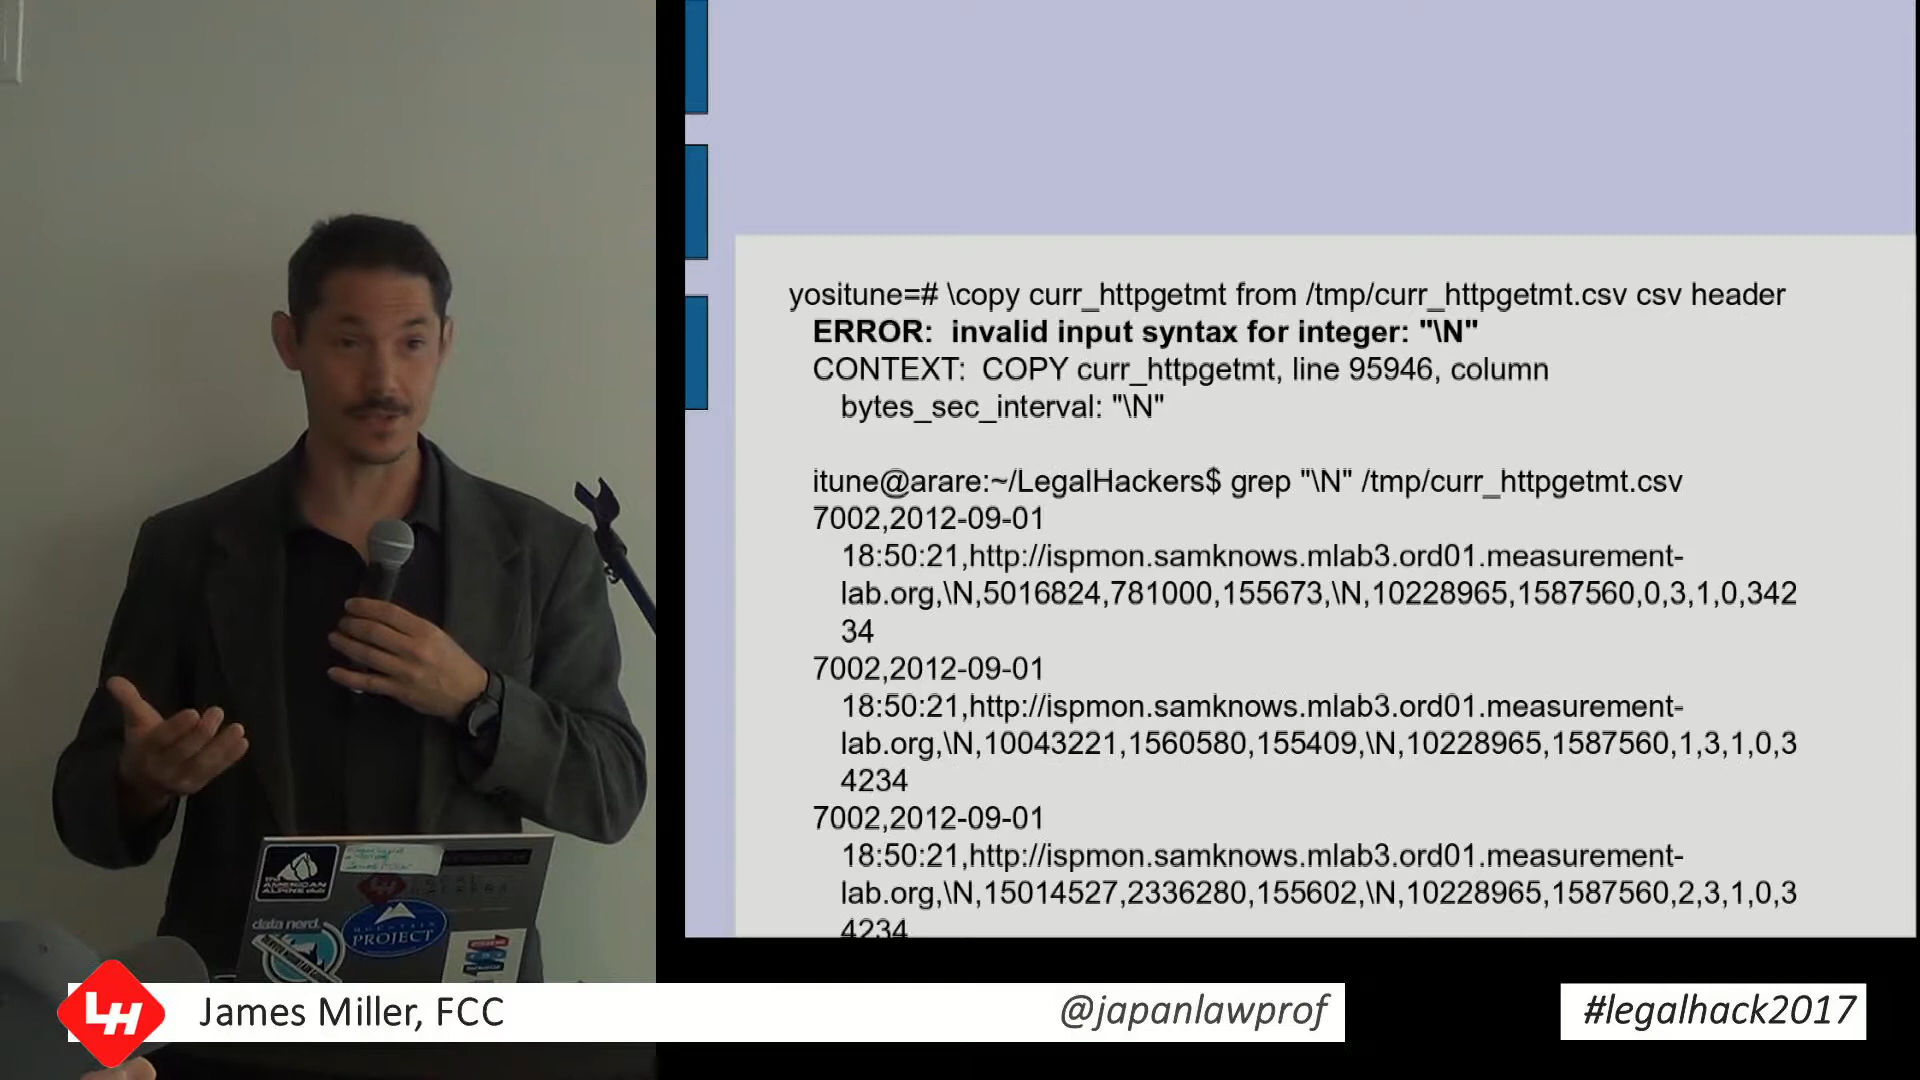 yositune=# \copy curr_httpgetmt from /tmp/curr_httpgetmt.csv csv header
ERROR:  invalid input syntax for integer: "\N"
CONTEXT:  COPY curr_httpgetmt, line 95946, column
bytes_sec_interval: "\N"
itune@arare:~/LegalHackers$ grep "\N" /tmp/curr_httpgetmt.csv
7002,2012-09-01
18:50:21,http://ispmon.samknows.mlab3.ord01.measurement-
lab.org,\N,5016824,781000,155673,\N,10228965,1587560,0,3,1,0,342
34
7002,2012-09-01
18:50:21,http://ispmon.samknows.mlab3.ord01.measurement-
lab.org,\N,10043221,1560580,155409,\N,10228965,1587560,1,3,1,0,3
4234
7002,2012-09-01
18:50:21,http://ispmon.samknows.mlab3.ord01.measurement-
lab.org,\N,15014527,2336280,155602,\N,10228965,1587560,2,3,1,0,3
4234
the
AMERICAN
ALPINE club
data nerd.
MOUNTAIN
PROJECT
LH
James Miller, FCC
@japanlawprof
#legalhack2017